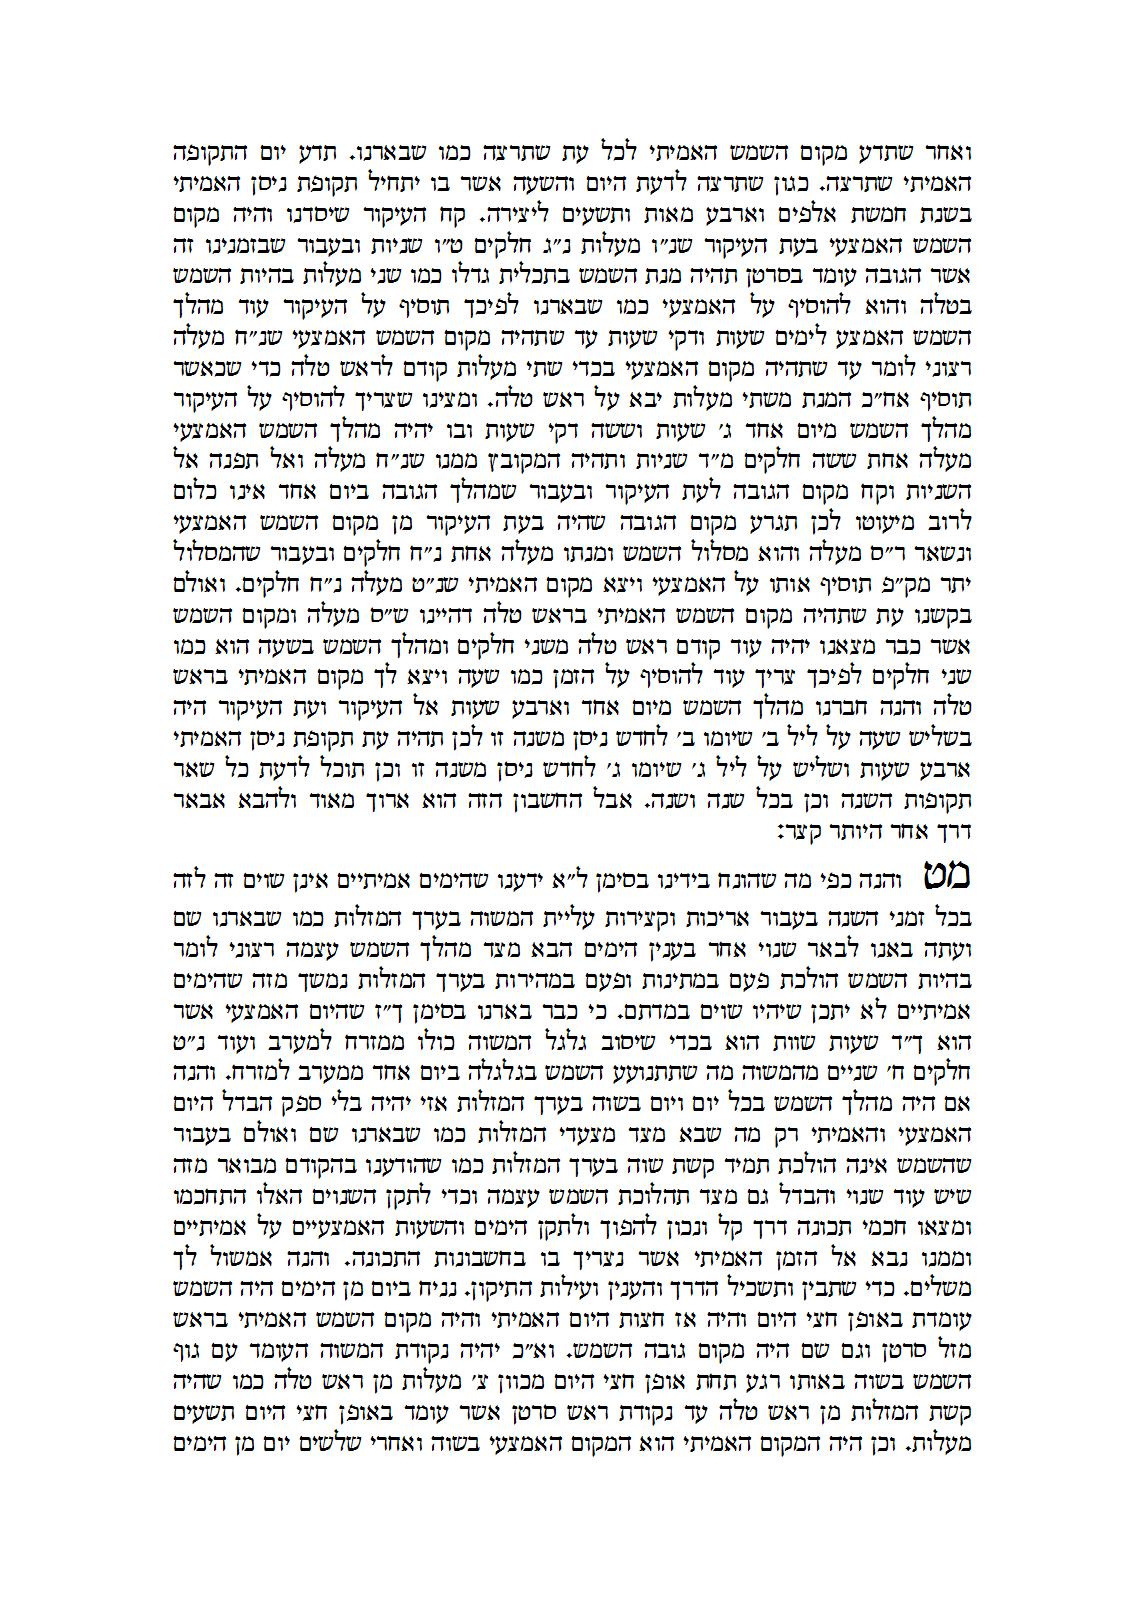 ואחר שתדע מקום השמש האמיתי לכל עת שתרצה כמו שבארנו. תדע יום התקופה
האמיתי שתרצה. כגון שתרצה לדעת היום והשעה אשר בו יתחיל תקופת ניסן האמיתי
בשנת חמשת אלפים וארבע מאות ותשעים ליצירה. קח העיקור שיסדנו והיה מקום
השמש האמצעי בעת העיקור שנ״ו מעלות נ״ג חלקים ט״ו שניות ובעבור שבזמנינו זה
אשר הגובה עומד בסרטן תהיה מנת השמש בתכלית גדלו כמו שני מעלות בהיות השמש
בטלה והוא להוסיף על האמצעי כמו שבארנו לפיכך תוסיף על העיקור עוד מהלך
השמש האמצע לימים שעות ודקי שעות עד שתהיה מקום השמש האמצעי שנ״ח מעלה
רצוני לומר עד שתהיה מקום האמצעי בכדי שתי מעלות קודם לראש טלה כדי שכאשר
תוסיף אח״כ המנת משתי מעלות יבא על ראש טלה. ומצינו שצריך להוסיף על העיקור
מהלך השמש מיום אחד ג׳ שעות וששה דקי שעות ובו יהיה מהלך השמש האמצעי
מעלה אחת ששה חלקים מ״ד שניות ותהיה המקובץ ממנו שנ״ח מעלה ואל תפנה אל
השניות וקח מקום הגובה לעת העיקור ובעבור שמהלך הגובה ביום אחד אינו כלום
לרוב מיעוטו לכן תגרע מקום הגובה שהיה בעת העיקור מן מקום השמש האמצעי
ונשאר ר״ס מעלה והוא מסלול השמש ומנתו מעלה אחת נ״ח חלקים ובעבור שהמסלול
יתר מק״פ תוסיף אותו על האמצעי ויצא מקום האמיתי שנ״ט מעלה נ״ח חלקים. ואולם
בקשנו עת שתהיה מקום השמש האמיתי בראש טלה דהיינו ש״ס מעלה ומקום השמש
אשר כבר מצאנו יהיה עוד קודם ראש טלה משני חלקים ומהלך השמש בשעה הוא כמו
שני חלקים לפיכך צריך עוד להוסיף על הזמן כמו שעה ויצא לך מקום האמיתי בראש
טלה והנה חברנו מהלך השמש מיום אחד וארבע שעות אל העיקור ועת העיקור היה
בשליש שעה על ליל ב׳ שיומו ב׳ לחדש ניסן משנה זו לכן תהיה עת תקופת ניסן האמיתי
ארבע שעות ושליש על ליל ג׳ שיומו ג׳ לחדש ניסן משנה זו וכן תוכל לדעת כל שאר
תקופות השנה וכן בכל שנה ושנה. אבל החשבון הזה הוא ארוך מאוד ולהבא אבאר
דרך אחר היותר קצר:
מט והנה כפי מה שהונח בידינו בסימן ל״א ידענו שהימים אמיתיים אינן שוים זה לזה
בכל זמני השנה בעבור אריכות וקצירות עליית המשוה בערך המזלות כמו שבארנו שם
ועתה באנו לבאר שנוי אחר בענין הימים הבא מצד מהלך השמש עצמה רצוני לומר
בהיות השמש הולכת פעם במתינות ופעם במהירות בערך המזלות נמשך מזה שהימים
אמיתיים לא יתכן שיהיו שוים במדתם. כי כבר בארנו בסימן ך״ז שהיום האמצעי אשר
הוא ך״ד שעות שוות הוא בכדי שיסוב גלגל המשוה כולו ממזרח למערב ועוד נ״ט
חלקים ח׳ שניים מהמשוה מה שתתנועע השמש בגלגלה ביום אחד ממערב למזרח. והנה
אם היה מהלך השמש בכל יום ויום בשוה בערך המזלות אזי יהיה בלי ספק הבדל היום
האמצעי והאמיתי רק מה שבא מצד מצעדי המזלות כמו שבארנו שם ואולם בעבור
שהשמש אינה הולכת תמיד קשת שוה בערך המזלות כמו שהודענו בהקודם מבואר מזה
שיש עוד שנוי והבדל גם מצד תהלוכת השמש עצמה וכדי לתקן השנוים האלו התחכמו
ומצאו חכמי תכונה דרך קל ונכון להפוך ולתקן הימים והשעות האמצעיים על אמיתיים
וממנו נבא אל הזמן האמיתי אשר נצריך בו בחשבונות התכונה. והנה אמשול לך
משלים. כדי שתבין ותשכיל הדרך והענין ועילות התיקון. נניח ביום מן הימים היה השמש
עומדת באופן חצי היום והיה אז חצות היום האמיתי והיה מקום השמש האמיתי בראש
מזל סרטן וגם שם היה מקום גובה השמש. וא״כ יהיה נקודת המשוה העומד עם גוף
השמש בשוה באותו רגע תחת אופן חצי היום מכוון צ׳ מעלות מן ראש טלה כמו שהיה
קשת המזלות מן ראש טלה עד נקודת ראש סרטן אשר עומד באופן חצי היום תשעים
מעלות. וכן היה המקום האמיתי הוא המקום האמצעי בשוה ואחרי שלשים יום מן הימים